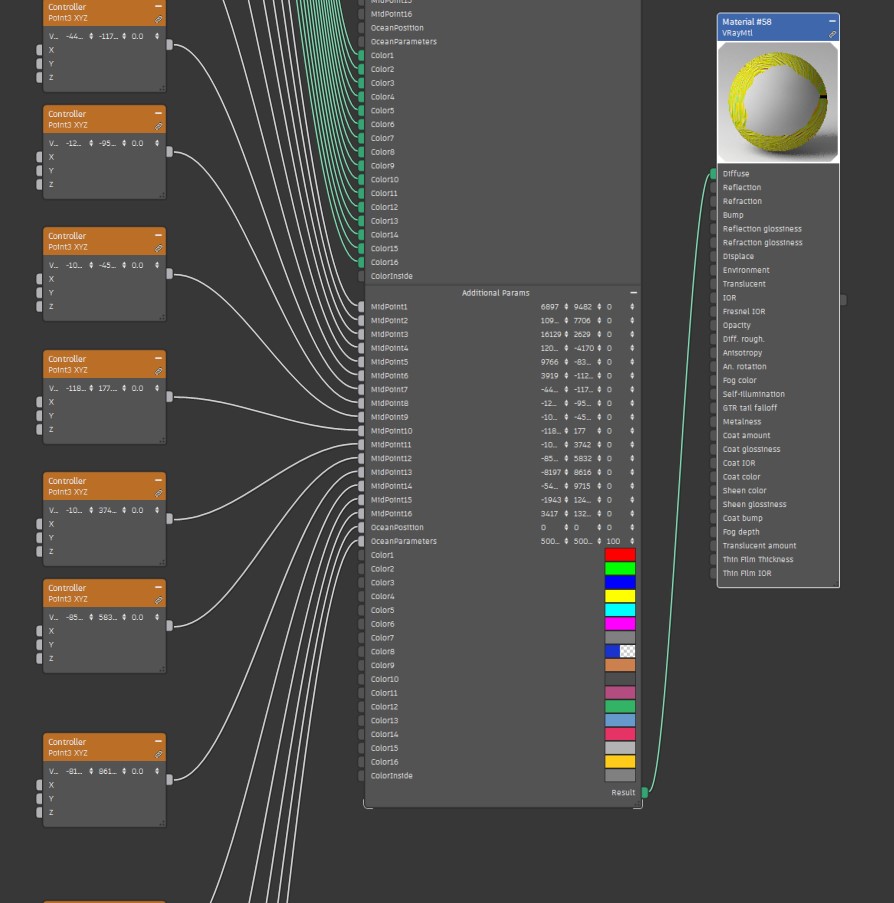 Controller
Point3 XYZ
V... -44... -117... 0.0
X
Y
Z
Controller
Point3 XYZ
V... -12... -95... 0.0
X
Y
Z
Controller
Point3 XYZ
V... -10... -45... 0.0
X
Y
Z
Controller
Point3 XYZ
V... -118... 177.... 0.0
X
Y
Z
Controller
Point3 XYZ
V... -10... 374... 0.0
X
Y
Z
Controller
Point3 XYZ
V... -85... 583... 0.0
X
Y
Z
Controller
Point3 XYZ
V... -81... 861... 0.0
X
Y
Z
MidPoint15
MidPoint16
OceanPosition
OceanParameters
Color1
Color2
Color3
Color4
Color5
Color6
Color7
Color8
Color9
Color10
Color11
Color12
Color13
Color14
Color15
Color16
ColorInside
Additional Params
MidPoint1 6897 9482 0
MidPoint2 109... 7706 0
MidPoint3 16129 2629 0
MidPoint4 120... -4170 0
MidPoint5 9766 -83... 0
MidPoint6 3919 -112... 0
MidPoint7 -44... -117... 0
MidPoint8 -12... -95... 0
MidPoint9 -10... -45... 0
MidPoint10 -118... 177 0
MidPoint11 -10... 3742 0
MidPoint12 -85... 5832 0
MidPoint13 -8197 8616 0
MidPoint14 -54... 9715 0
MidPoint15 -1943 124... 0
MidPoint16 3417 132... 0
OceanPosition 0 0 0
OceanParameters 500... 500... 100
Color1
Color2
Color3
Color4
Color5
Color6
Color7
Color8
Color9
Color10
Color11
Color12
Color13
Color14
Color15
Color16
ColorInside
Result
Material #58
VRayMtl
Diffuse
Reflection
Refraction
Bump
Reflection glossiness
Refraction glossiness
Displace
Environment
Translucent
IOR
Fresnel IOR
Opacity
Diff. rough.
Anisotropy
An. rotation
Fog color
Self-Illumination
GTR tail falloff
Metalness
Coat amount
Coat glossiness
Coat IOR
Coat color
Sheen color
Sheen glossiness
Coat bump
Fog depth
Translucent amount
Thin Film Thickness
Thin Film IOR